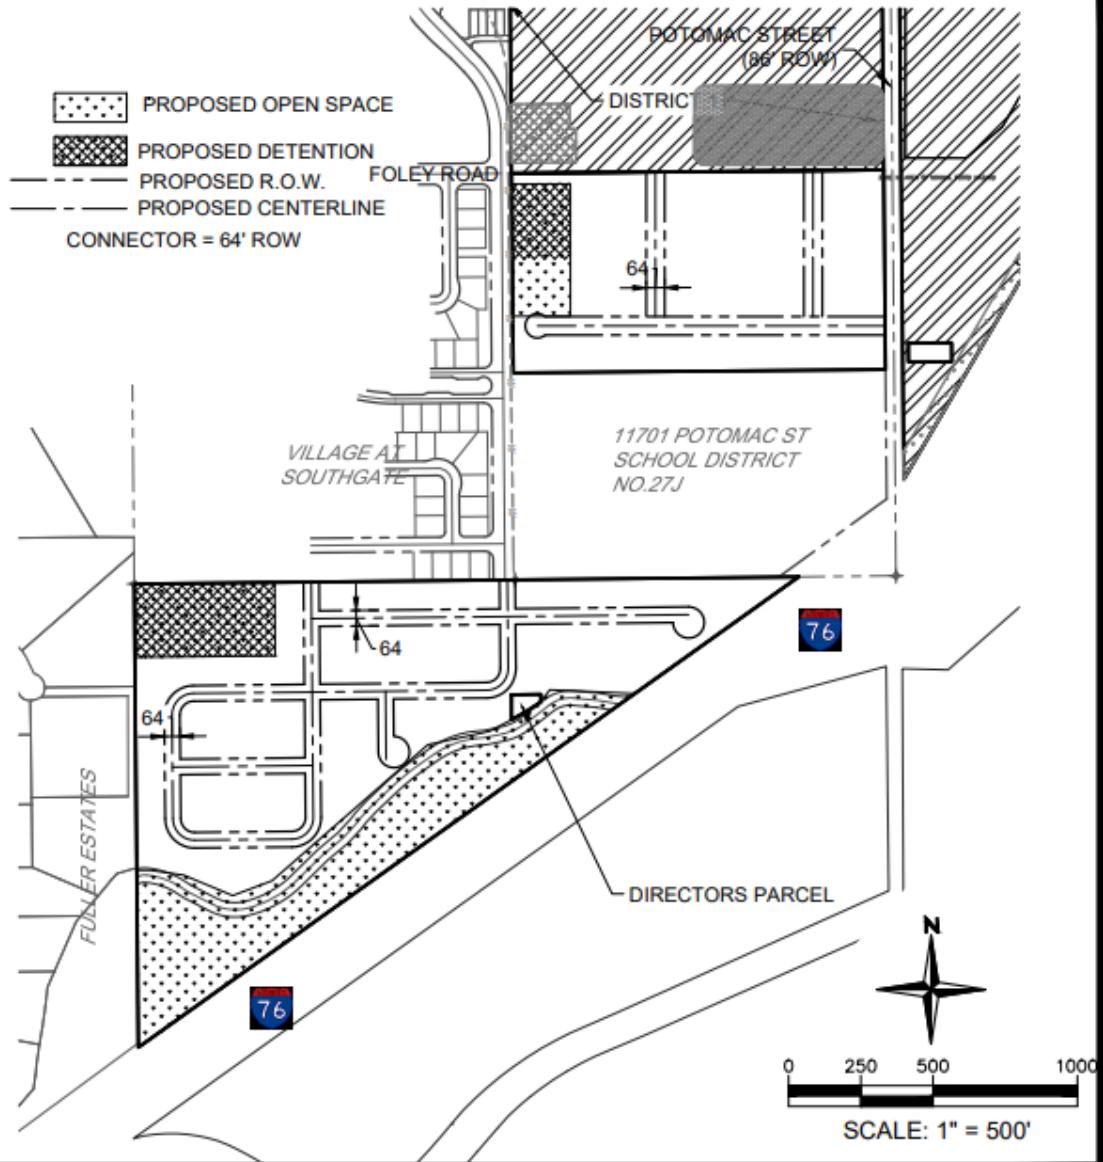 POTOMAC STREET
(86' ROW)
DISTRICT
PROPOSED OPEN SPACE
PROPOSED DETENTION
PROPOSED R.O.W.
PROPOSED CENTERLINE
CONNECTOR = 64' ROW
FOLEY ROAD
64
VILLAGE AT
SOUTHGATE
11701 POTOMAC ST
SCHOOL DISTRICT
NO.27J
64
76
64
FULLER ESTATES
DIRECTORS PARCEL
76
N
0 250 500 1000
SCALE: 1" = 500'